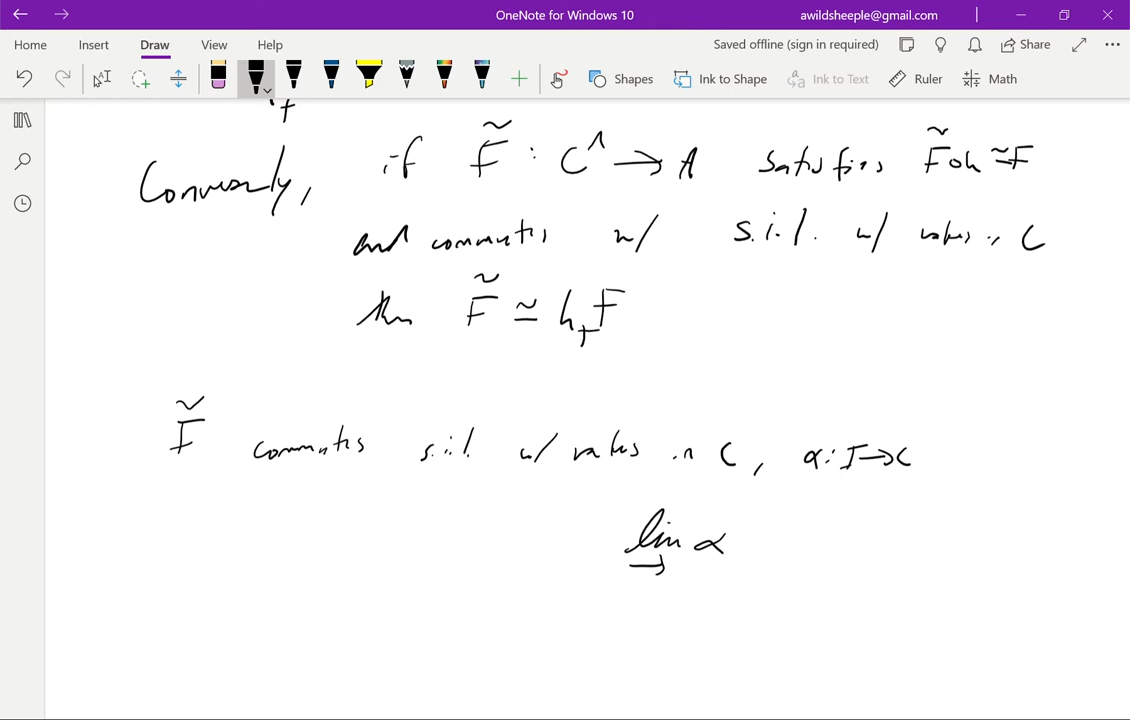 OneNote for Windows 10
awildsheeple@gmail.com
Home Insert Draw View Help
Saved offline (sign in required) Share
Shapes Ink to Shape Ink to Text Ruler Math
Conversely, if F̃ : C^∧ → A satisfies F̃∘h ≃ F
and commutes w/ s.i.l. w/ values in C
then F̃ ≃ h_†F
F̃ commutes s.i.l. w/ values in C, α: I → C
lim→ α